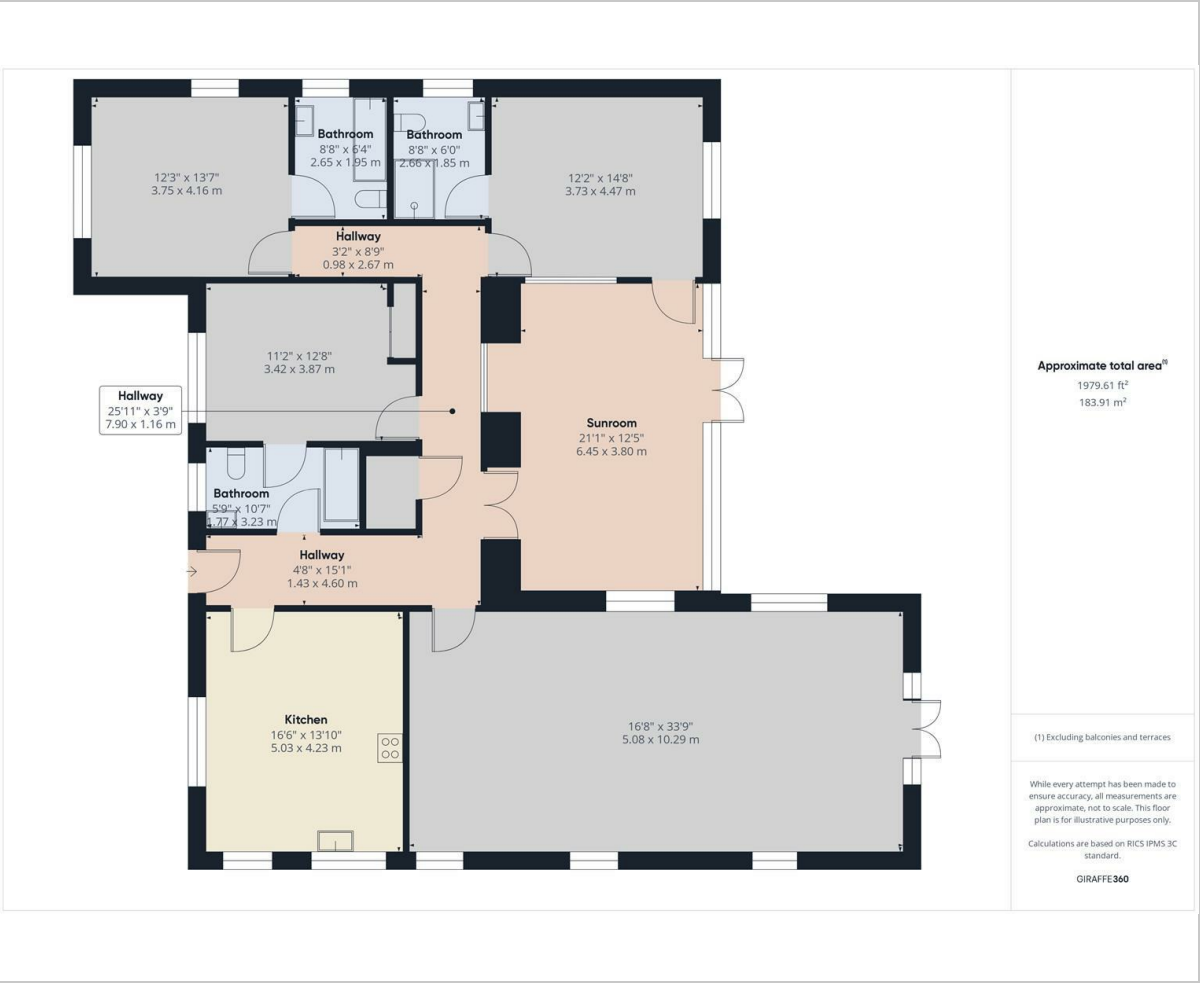 Bathroom
8'8" x 6'4"
2.65 x 1.95 m
Bathroom
8'8" x 6'0"
2.66 x 1.85 m
12'3" x 13'7"
3.75 x 4.16 m
12'2" x 14'8"
3.73 x 4.47 m
Hallway
3'2" x 8'9"
0.98 x 2.67 m
11'2" x 12'8"
3.42 x 3.87 m
Hallway
25'11" x 3'9"
7.90 x 1.16 m
Sunroom
21'1" x 12'5"
6.45 x 3.80 m
Bathroom
5'9" x 10'7"
1.77 x 3.23 m
Hallway
4'8" x 15'1"
1.43 x 4.60 m
Kitchen
16'6" x 13'10"
5.03 x 4.23 m
16'8" x 33'9"
5.08 x 10.29 m
Approximate total area⁽¹⁾
1979.61 ft²
183.91 m²
(1) Excluding balconies and terraces
While every attempt has been made to
ensure accuracy, all measurements are
approximate, not to scale. This floor
plan is for illustrative purposes only.
Calculations are based on RICS IPMS 3C
standard.
GIRAFFE360